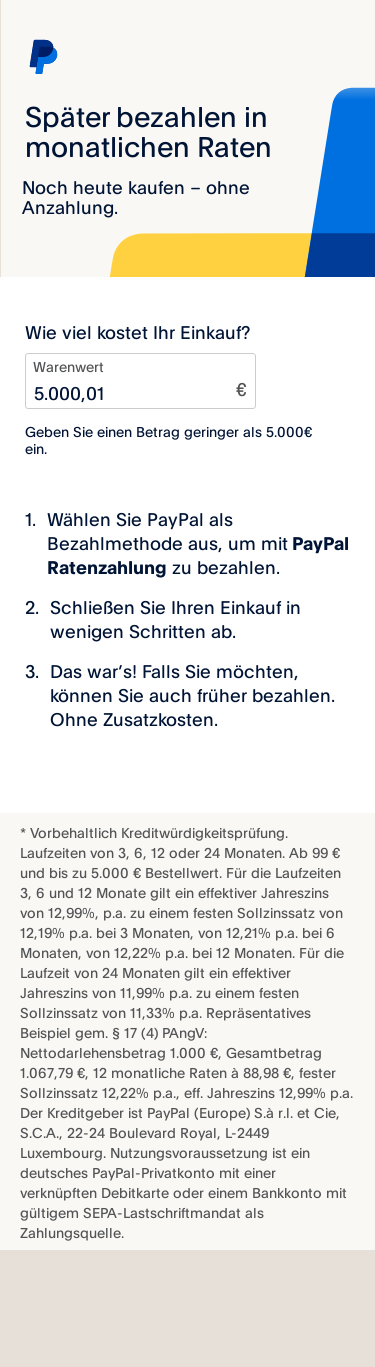 Später bezahlen in
monatlichen Raten
Noch heute kaufen – ohne
Anzahlung.
Wie viel kostet Ihr Einkauf?
Warenwert
5.000,01
€
Geben Sie einen Betrag geringer als 5.000€
ein.
1. Wählen Sie PayPal als
Bezahlmethode aus, um mit PayPal
Ratenzahlung zu bezahlen.
2. Schließen Sie Ihren Einkauf in
wenigen Schritten ab.
3. Das war’s! Falls Sie möchten,
können Sie auch früher bezahlen.
Ohne Zusatzkosten.
* Vorbehaltlich Kreditwürdigkeitsprüfung.
Laufzeiten von 3, 6, 12 oder 24 Monaten. Ab 99 €
und bis zu 5.000 € Bestellwert. Für die Laufzeiten
3, 6 und 12 Monate gilt ein effektiver Jahreszins
von 12,99%, p.a. zu einem festen Sollzinssatz von
12,19% p.a. bei 3 Monaten, von 12,21% p.a. bei 6
Monaten, von 12,22% p.a. bei 12 Monaten. Für die
Laufzeit von 24 Monaten gilt ein effektiver
Jahreszins von 11,99% p.a. zu einem festen
Sollzinssatz von 11,33% p.a. Repräsentatives
Beispiel gem. § 17 (4) PAngV:
Nettodarlehensbetrag 1.000 €, Gesamtbetrag
1.067,79 €, 12 monatliche Raten à 88,98 €, fester
Sollzinssatz 12,22% p.a., eff. Jahreszins 12,99% p.a.
Der Kreditgeber ist PayPal (Europe) S.à r.l. et Cie,
S.C.A., 22-24 Boulevard Royal, L-2449
Luxembourg. Nutzungsvoraussetzung ist ein
deutsches PayPal-Privatkonto mit einer
verknüpften Debitkarte oder einem Bankkonto mit
gültigem SEPA-Lastschriftmandat als
Zahlungsquelle.